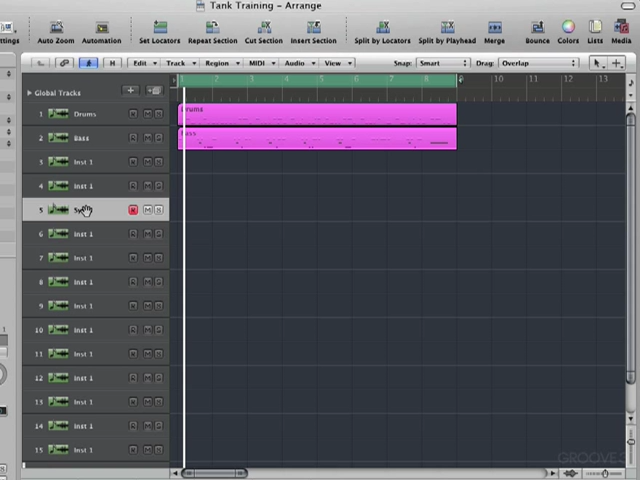 Tank Training – Arrange
ttings Auto Zoom Automation Set Locators Repeat Section Cut Section Insert Section Split by Locators Split by Playhead Merge Bounce Colors Lists Media
H Edit Track Region MIDI Audio View Snap: Smart Drag: Overlap
Global Tracks 1 2 3 4 5 6 7 8 9 10 11 12 13
1 Drums R M S Drums
2 Bass R M S Bass
3 Inst 1 R M S
4 Inst 1 R M S
5 R M S
6 Inst 1 R M S
7 Inst 1 R M S
8 Inst 1 R M S
9 Inst 1 R M S
10 Inst 1 R M S
11 Inst 1 R M S
12 Inst 1 R M S
13 Inst 1 R M S
14 Inst 1 R M S
15 Inst 1 R M S
GROOVE3